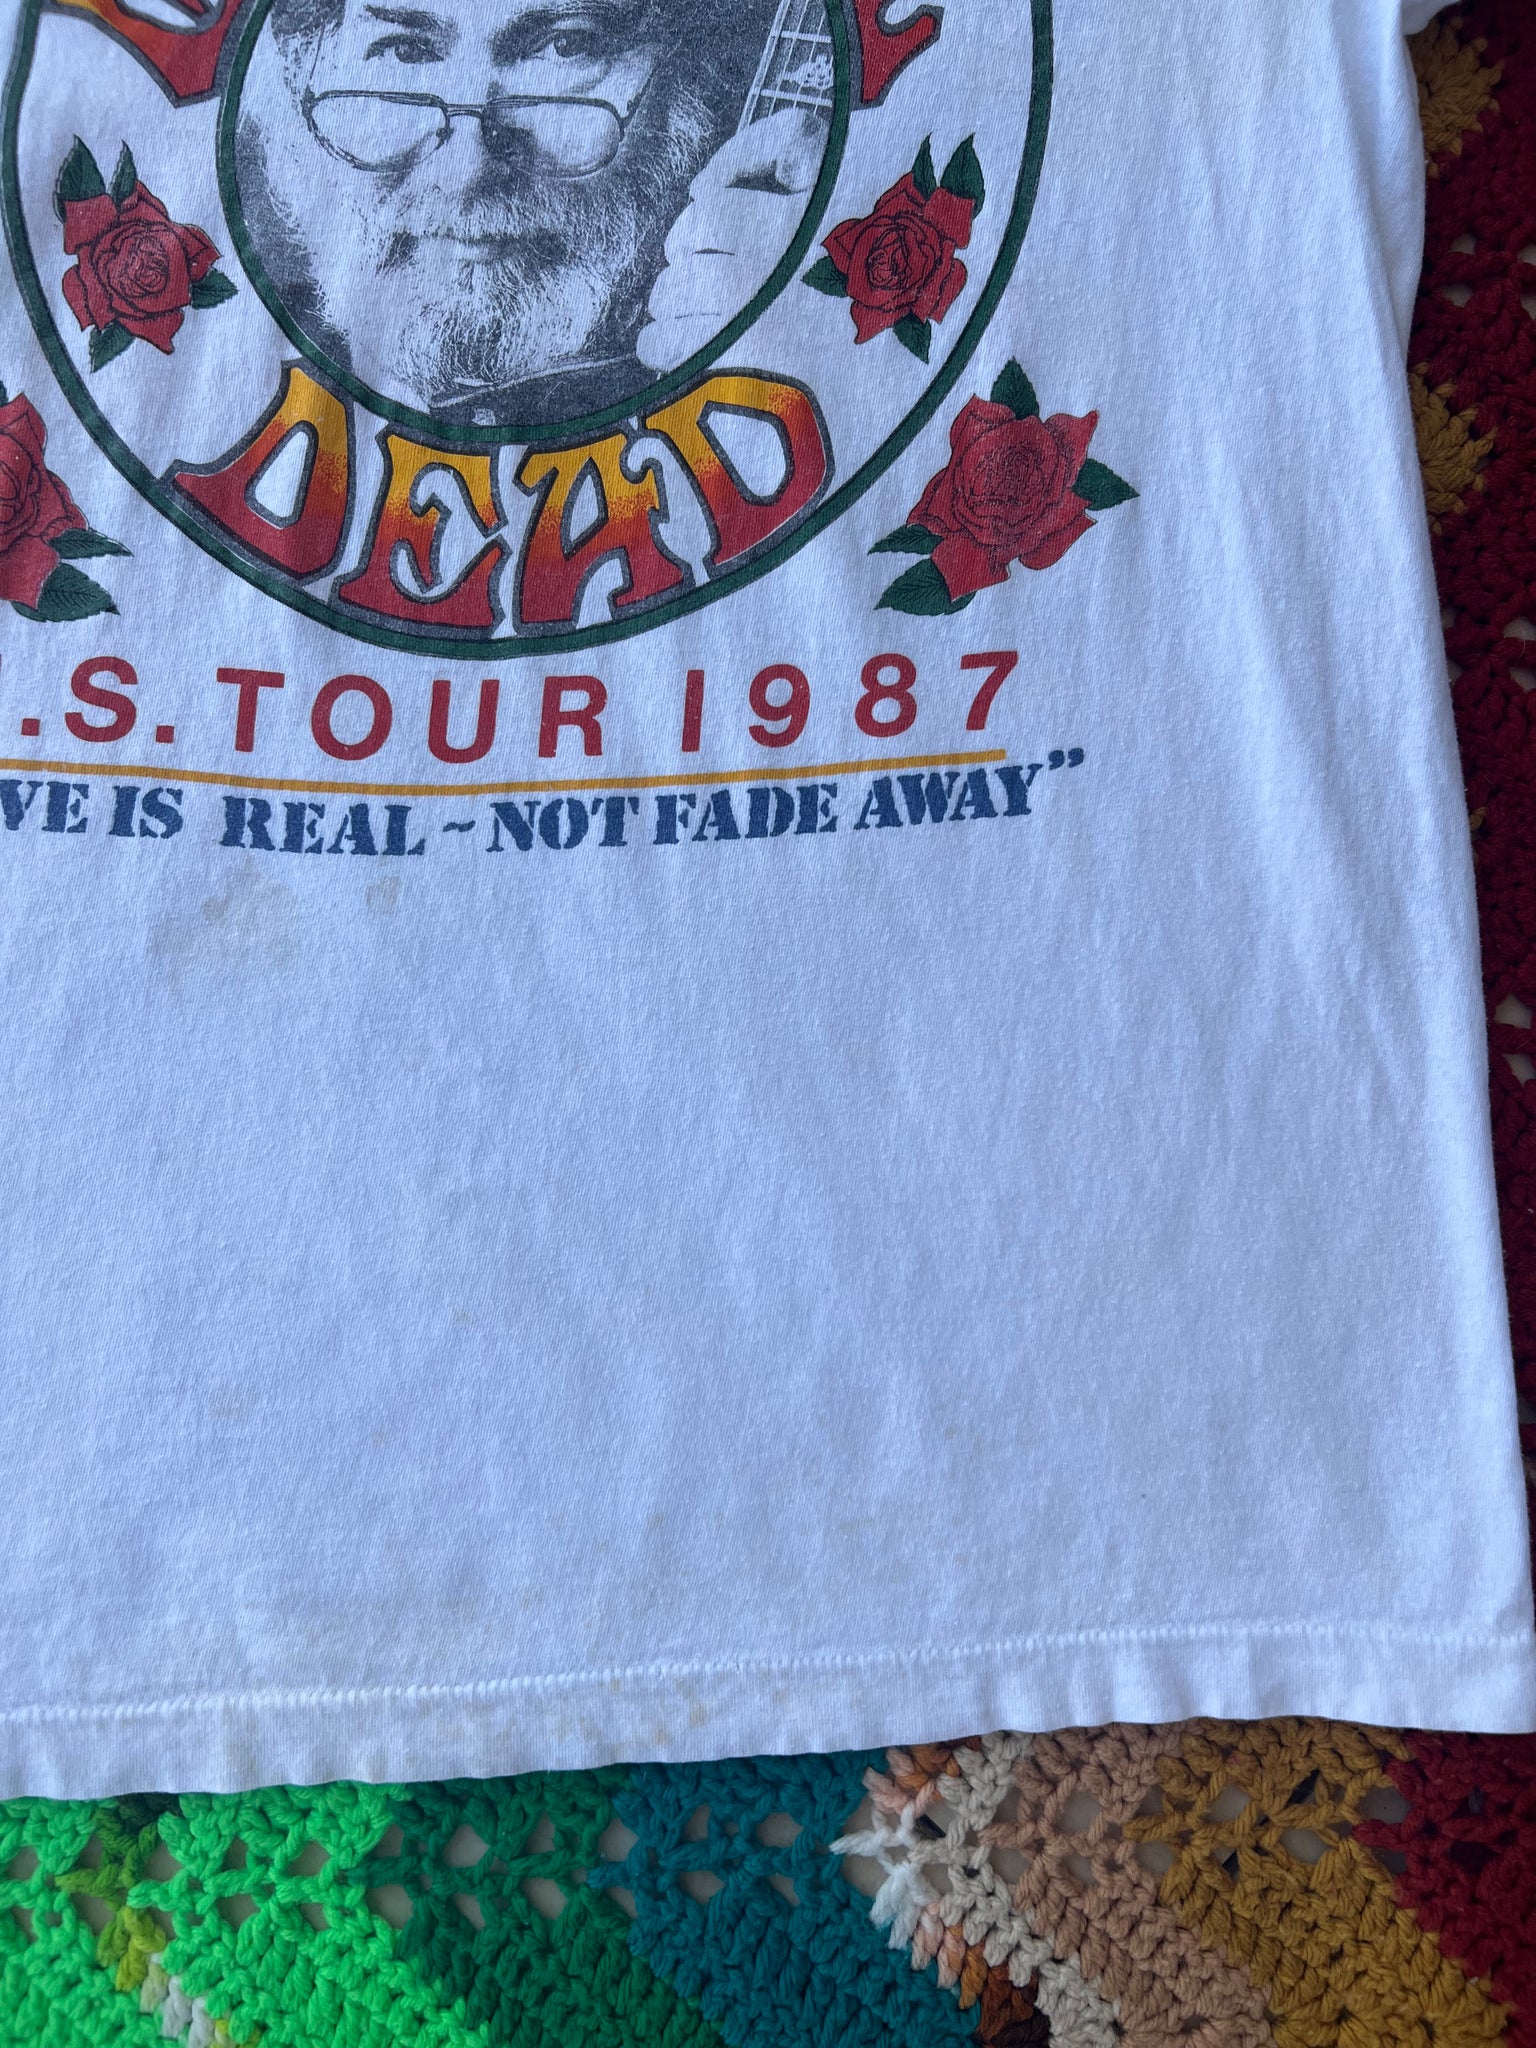 DEAD
.S. TOUR 1987
VE IS REAL ~ NOT FADE AWAY”